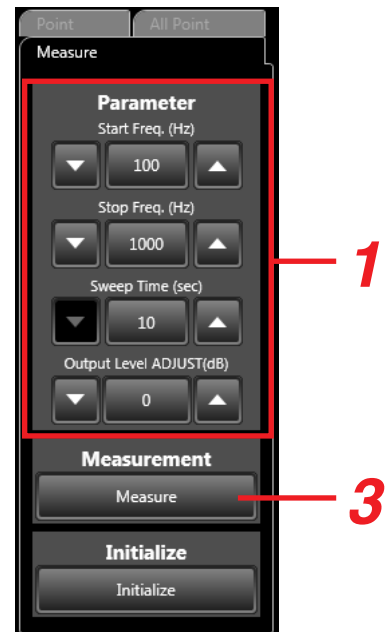 Point All Point
Measure
Parameter
Start Freq. (Hz)
100
Stop Freq. (Hz)
1000
1
Sweep Time (sec)
10
Output Level ADJUST(dB)
0
Measurement
Measure
3
Initialize
Initialize